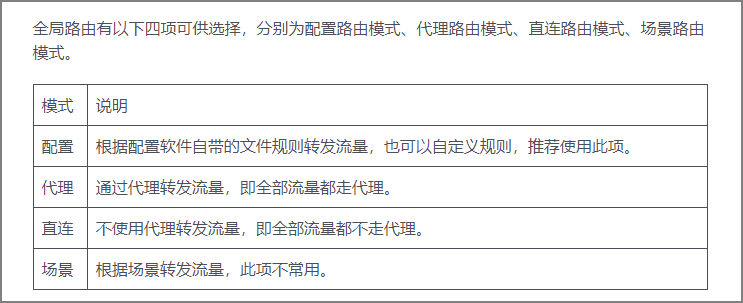 全局路由有以下四项可供选择，分别为配置路由模式、代理路由模式、直连路由模式、场景路由
模式。
模式 说明
配置 根据配置软件自带的文件规则转发流量，也可以自定义规则，推荐使用此项。
代理 通过代理转发流量，即全部流量都走代理。
直连 不使用代理转发流量，即全部流量都不走代理。
场景 根据场景转发流量，此项不常用。